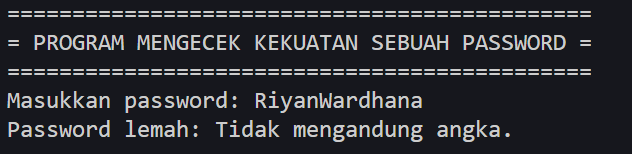 =============================================
= PROGRAM MENGECEK KEKUATAN SEBUAH PASSWORD =
=============================================
Masukkan password: RiyanWardhana
Password lemah: Tidak mengandung angka.